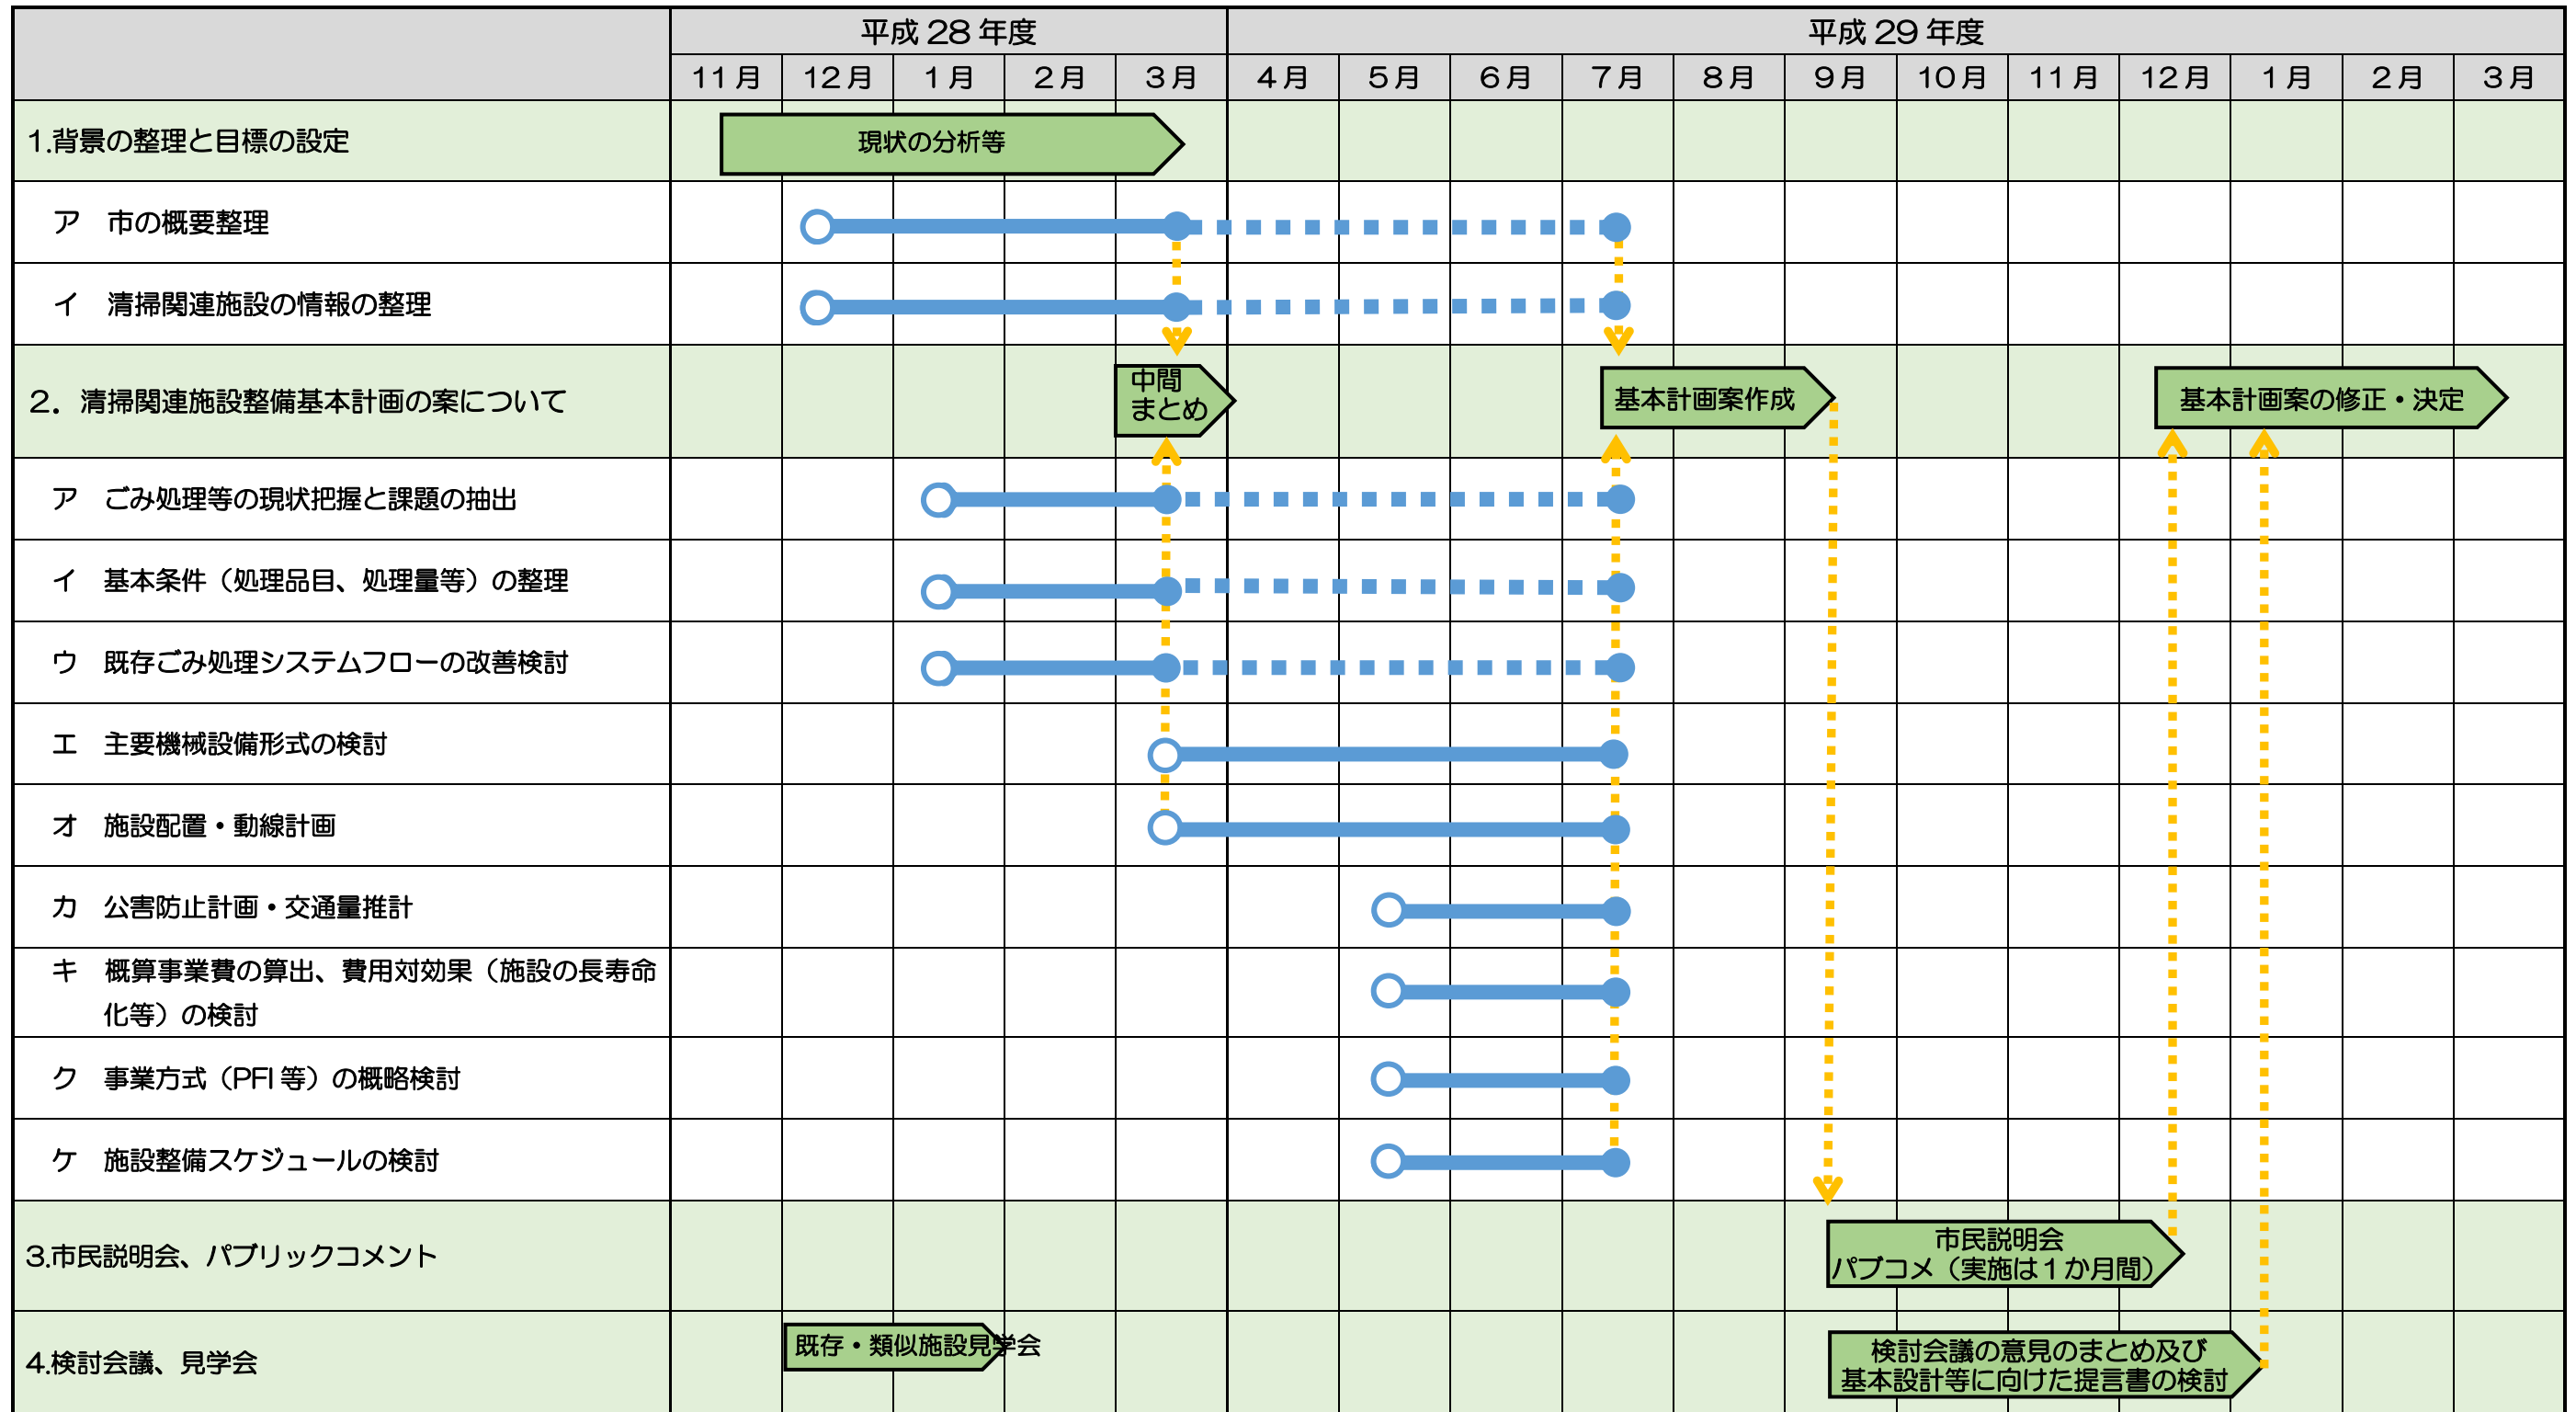 平成 28 年度
平成 29 年度
11月 12月 1月 2月 3月 4月 5月 6月 7月 8月 9月 10月 11月 12月 1月 2月 3月
1.背景の整理と目標の設定
現状の分析等
ア 市の概要整理
イ 清掃関連施設の情報の整理
2. 清掃関連施設整備基本計画の案について
中間
まとめ
基本計画案作成
基本計画案の修正・決定
ア ごみ処理等の現状把握と課題の抽出
イ 基本条件（処理品目、処理量等）の整理
ウ 既存ごみ処理システムフローの改善検討
エ 主要機械設備形式の検討
オ 施設配置・動線計画
カ 公害防止計画・交通量推計
キ 概算事業費の算出、費用対効果（施設の長寿命
化等）の検討
ク 事業方式（PFI 等）の概略検討
ケ 施設整備スケジュールの検討
3.市民説明会、パブリックコメント
市民説明会
パブコメ（実施は１か月間）
4.検討会議、見学会
既存・類似施設見学会
検討会議の意見のまとめ及び
基本設計等に向けた提言書の検討